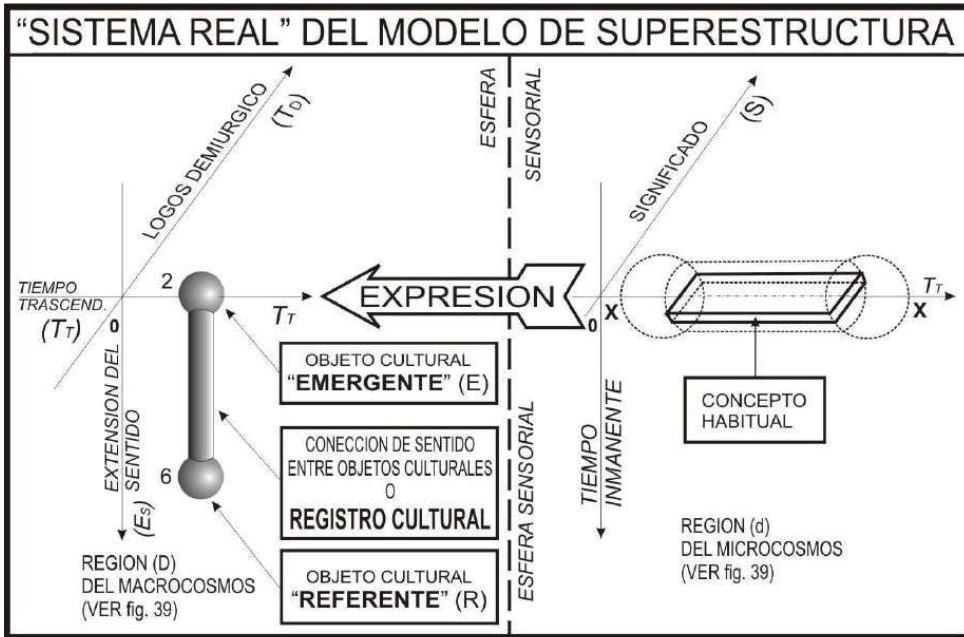 “SISTEMA REAL” DEL MODELO DE SUPERESTRUCTURA
LOGOS DEMIURGICO
(TD)
TIEMPO
TRASCEND.
(TT)
0
2
6
TT
EXTENSION DEL
SENTIDO
(ES)
REGION (D)
DEL MACROCOSMOS
(VER fig. 39)
OBJETO CULTURAL
“EMERGENTE” (E)
CONECCION DE SENTIDO
ENTRE OBJETOS CULTURALES
O
REGISTRO CULTURAL
OBJETO CULTURAL
“REFERENTE” (R)
ESFERA
SENSORIAL
EXPRESION
ESFERA SENSORIAL
SIGNIFICADO
(S)
0
X
TT
X
TIEMPO
INMANENTE
CONCEPTO
HABITUAL
REGION (d)
DEL MICROCOSMOS
(VER fig. 39)